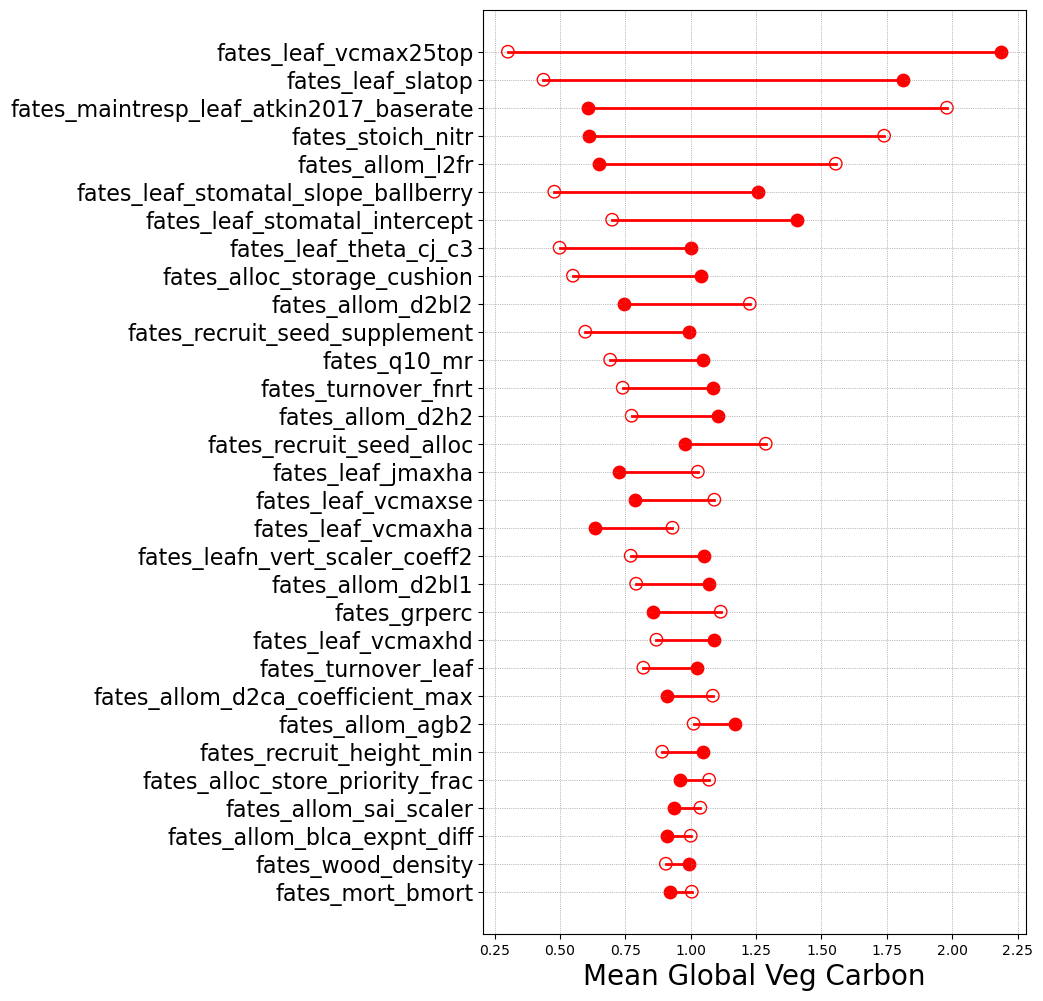 fates_leaf_vcmax25top
fates_leaf_slatop
fates_maintresp_leaf_atkin2017_baserate
fates_stoich_nitr
fates_allom_l2fr
fates_leaf_stomatal_slope_ballberry
fates_leaf_stomatal_intercept
fates_leaf_theta_cj_c3
fates_alloc_storage_cushion
fates_allom_d2bl2
fates_recruit_seed_supplement
fates_q10_mr
fates_turnover_fnrt
fates_allom_d2h2
fates_recruit_seed_alloc
fates_leaf_jmaxha
fates_leaf_vcmaxse
fates_leaf_vcmaxha
fates_leafn_vert_scaler_coeff2
fates_allom_d2bl1
fates_grperc
fates_leaf_vcmaxhd
fates_turnover_leaf
fates_allom_d2ca_coefficient_max
fates_allom_agb2
fates_recruit_height_min
fates_alloc_store_priority_frac
fates_allom_sai_scaler
fates_allom_blca_expnt_diff
fates_wood_density
fates_mort_bmort
0.25 0.50 0.75 1.00 1.25 1.50 1.75 2.00 2.25
Mean Global Veg Carbon